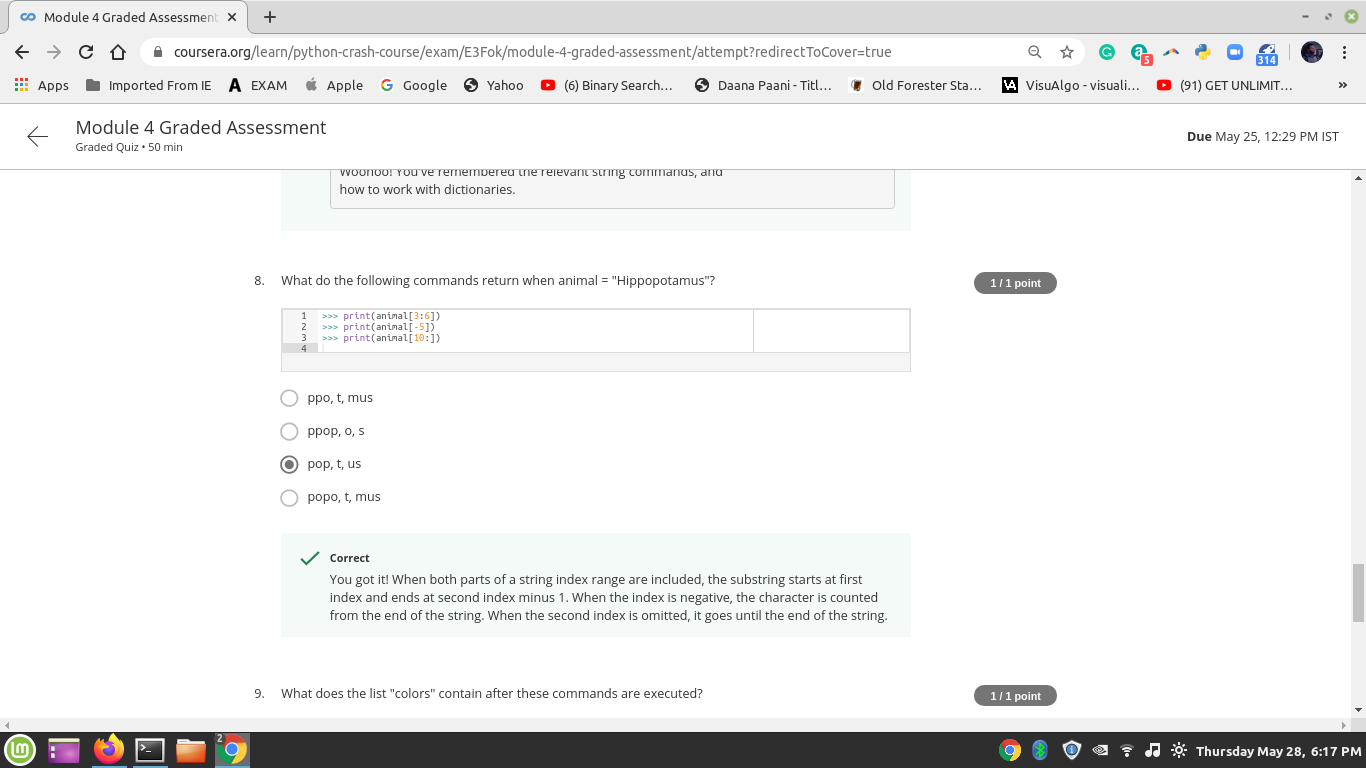 Module 4 Graded Assessment
coursera.org/learn/python-crash-course/exam/E3Fok/module-4-graded-assessment/attempt?redirectToCover=true
5
314
Apps
Imported From IE
EXAM
Apple
Google
Yahoo
(6) Binary Search...
Daana Paani - Titl...
Old Forester Sta...
VisuAlgo - visuali...
(91) GET UNLIMIT...
»
Module 4 Graded Assessment
Graded Quiz • 50 min
Due May 25, 12:29 PM IST
Woohoo! You've remembered the relevant string commands, and
how to work with dictionaries.
8. What do the following commands return when animal = "Hippopotamus"?
1 / 1 point
1 >>> print(animal[3:6])
2 >>> print(animal[-5])
3 >>> print(animal[10:])
4
ppo, t, mus
ppop, o, s
pop, t, us
popo, t, mus
Correct
You got it! When both parts of a string index range are included, the substring starts at first
index and ends at second index minus 1. When the index is negative, the character is counted
from the end of the string. When the second index is omitted, it goes until the end of the string.
9. What does the list "colors" contain after these commands are executed?
1 / 1 point
2
Thursday May 28, 6:17 PM